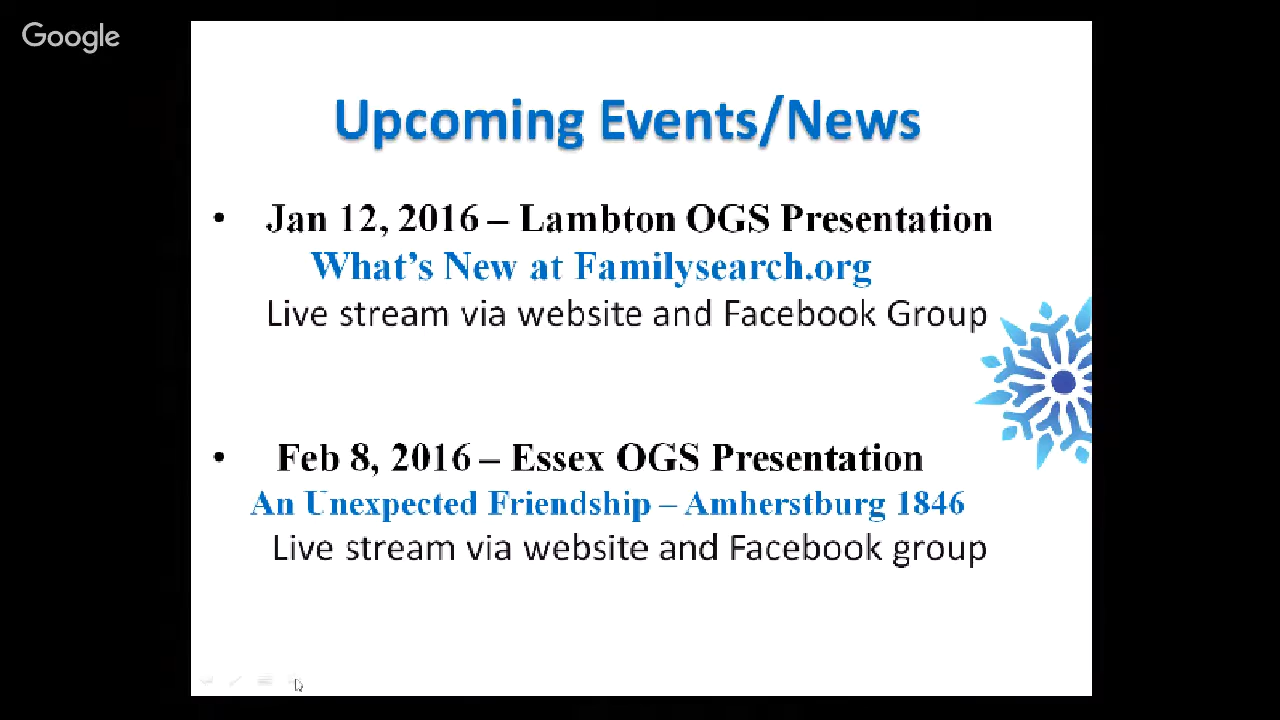 Google
Upcoming Events/News
• Jan 12, 2016 – Lambton OGS Presentation
What's New at Familysearch.org
Live stream via website and Facebook Group
• Feb 8, 2016 – Essex OGS Presentation
An Unexpected Friendship – Amherstburg 1846
Live stream via website and Facebook group